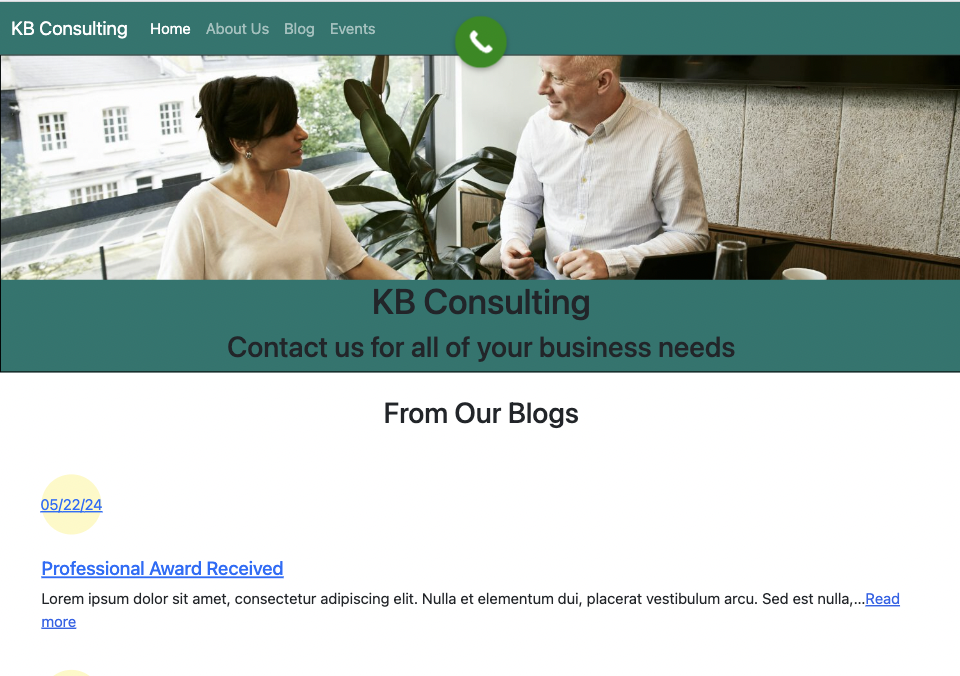 KB Consulting Home About Us Blog Events
KB Consulting
Contact us for all of your business needs
From Our Blogs
05/22/24
Professional Award Received
Lorem ipsum dolor sit amet, consectetur adipiscing elit. Nulla et elementum dui, placerat vestibulum arcu. Sed est nulla,...Read
more